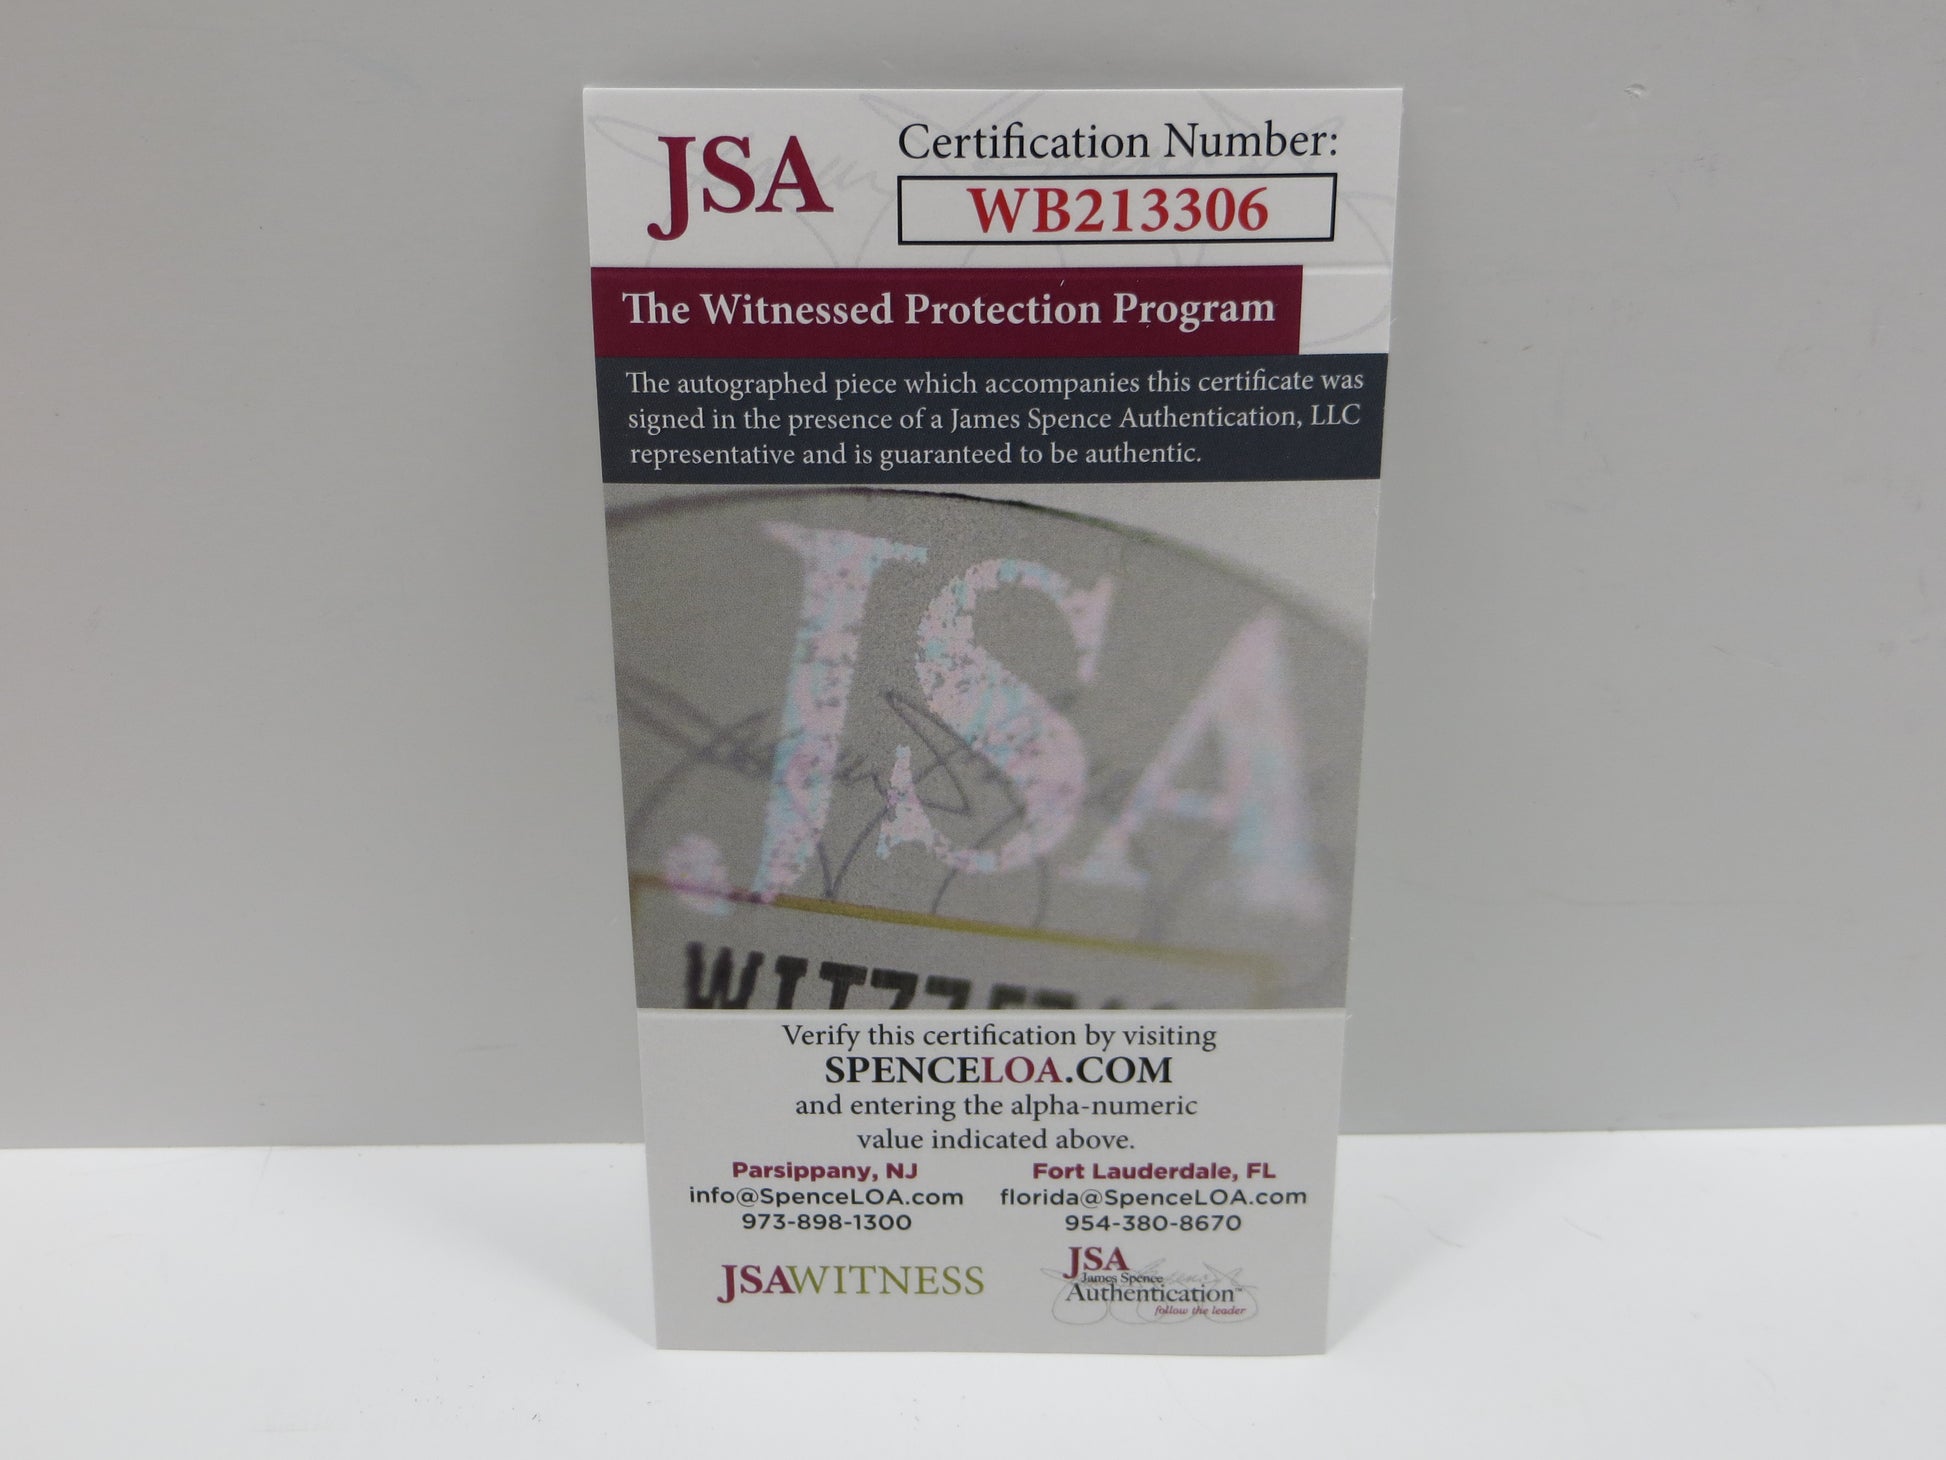 JSA
Certification Number:
WB213306
The Witnessed Protection Program
The autographed piece which accompanies this certificate was
signed in the presence of a James Spence Authentication, LLC
representative and is guaranteed to be authentic.
JSA
Verify this certification by visiting
SPENCELOA.COM
and entering the alpha-numeric
value indicated above.
Parsippany, NJ
info@SpenceLOA.com
973-898-1300
Fort Lauderdale, FL
florida@SpenceLOA.com
954-380-8670
JSAWITNESS
JSA
James Spence
Authentication™
follow the leader